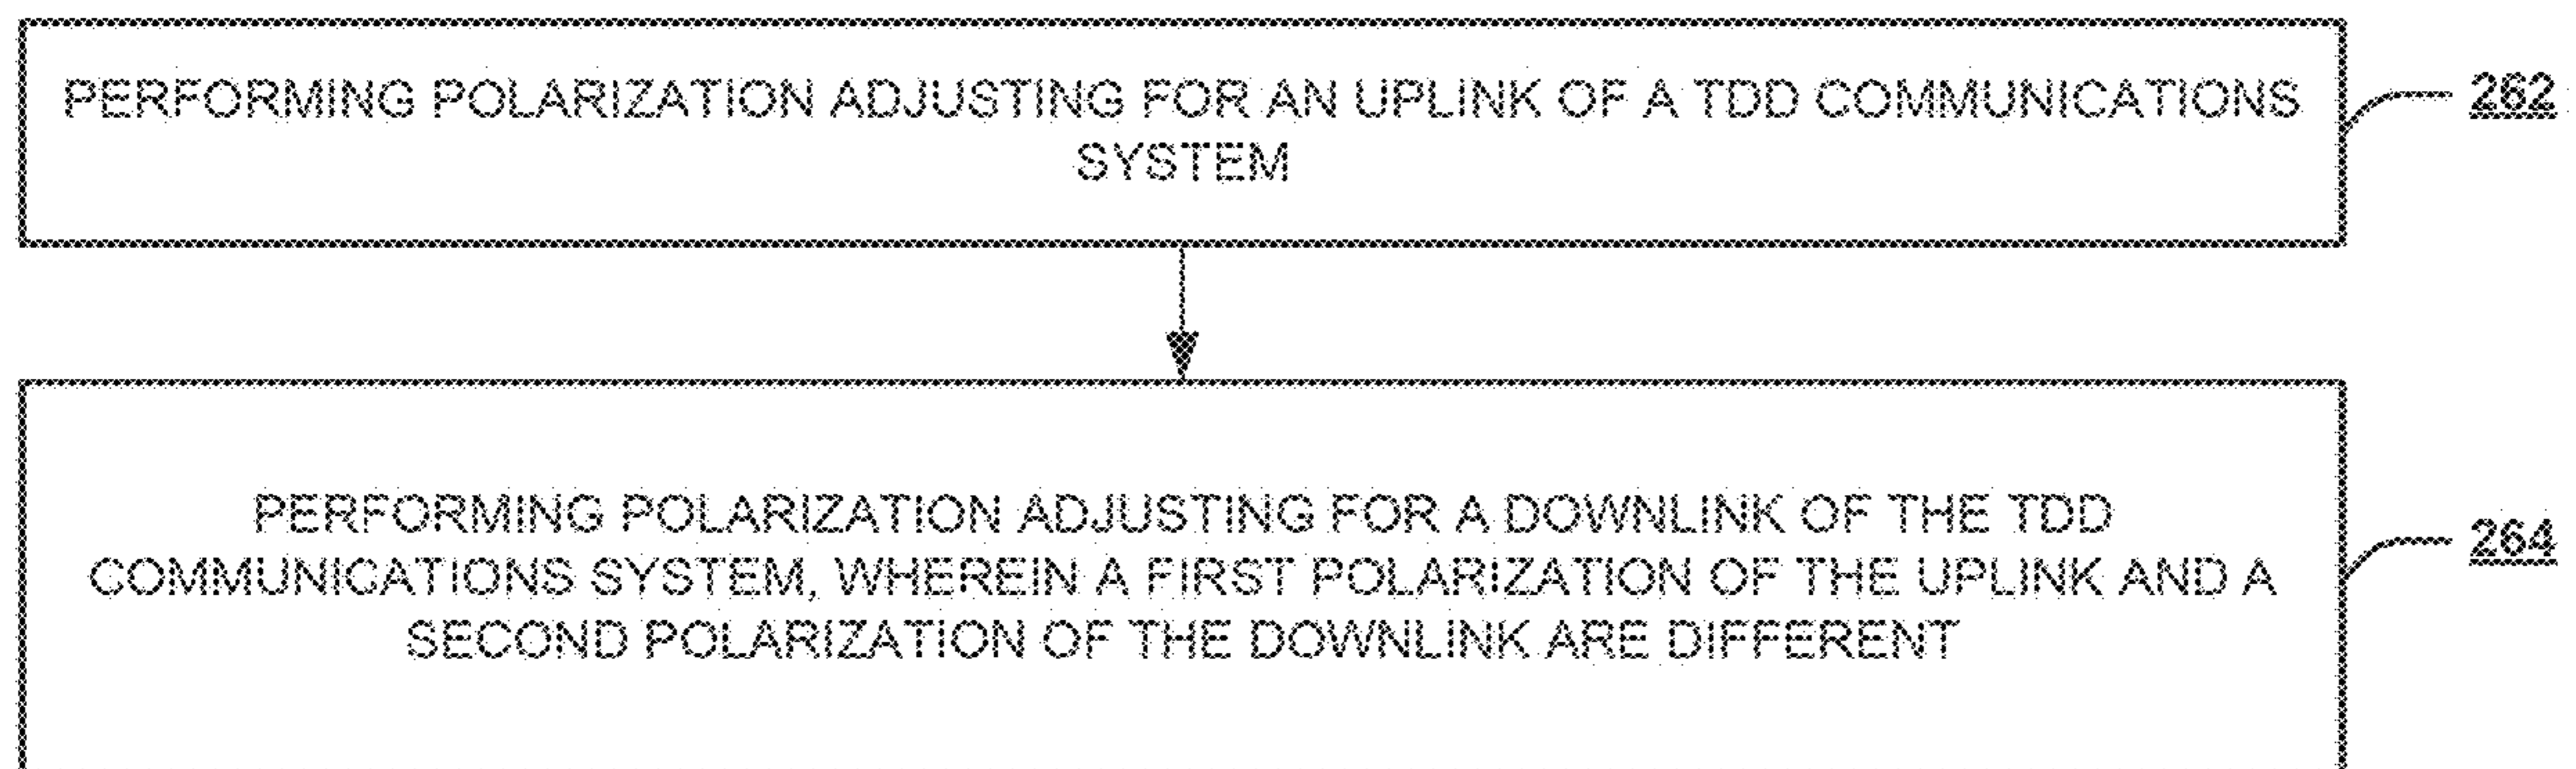 PERFORMING POLARIZATION ADJUSTING FOR AN UPLINK OF A TDD COMMUNICATIONS
SYSTEM
262
PERFORMING POLARIZATION ADJUSTING FOR A DOWNLINK OF THE TDD
COMMUNICATIONS SYSTEM, WHEREIN A FIRST POLARIZATION OF THE UPLINK AND A
SECOND POLARIZATION OF THE DOWNLINK ARE DIFFERENT
264